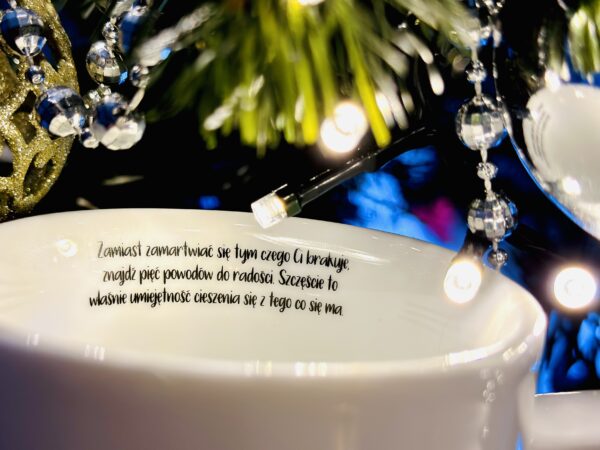 Zamiast zamartwiać się tym czego Ci brakuje,
znajdź pięć powodów do radości. Szczęście to
właśnie umiejętność cieszenia się z tego co się ma.